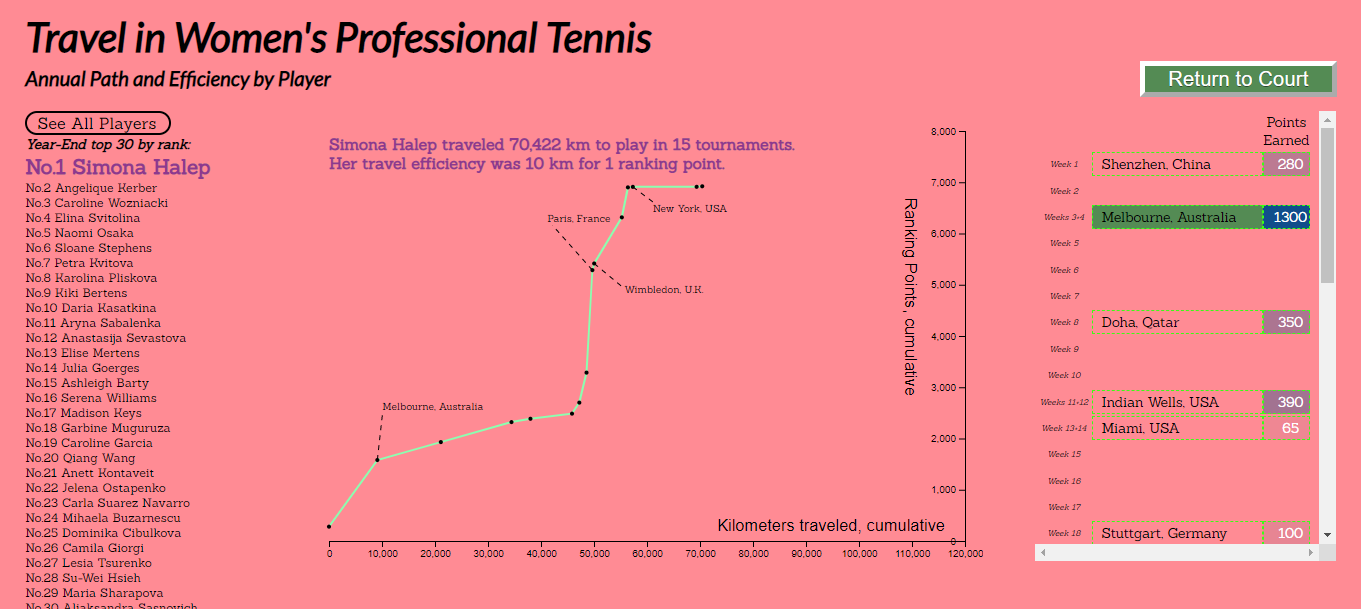 Travel in Women's Professional Tennis
Annual Path and Efficiency by Player
Return to Court
See All Players
Year-End top 30 by rank:
No.1 Simona Halep
No.2 Angelique Kerber
No.3 Caroline Wozniacki
No.4 Elina Svitolina
No.5 Naomi Osaka
No.6 Sloane Stephens
No.7 Petra Kvitova
No.8 Karolina Pliskova
No.9 Kiki Bertens
No.10 Daria Kasatkina
No.11 Aryna Sabalenka
No.12 Anastasija Sevastova
No.13 Elise Mertens
No.14 Julia Goerges
No.15 Ashleigh Barty
No.16 Serena Williams
No.17 Madison Keys
No.18 Garbine Muguruza
No.19 Caroline Garcia
No.20 Qiang Wang
No.21 Anett Kontaveit
No.22 Jelena Ostapenko
No.23 Carla Suarez Navarro
No.24 Mihaela Buzarnescu
No.25 Dominika Cibulkova
No.26 Camila Giorgi
No.27 Lesia Tsurenko
No.28 Su-Wei Hsieh
No.29 Maria Sharapova
No.30 Aliaksandra Sasnovich
Simona Halep traveled 70,422 km to play in 15 tournaments.
Her travel efficiency was 10 km for 1 ranking point.
New York, USA
Paris, France
Wimbledon, U.K.
Melbourne, Australia
8,000
7,000
6,000
5,000
4,000
3,000
2,000
1,000
0
Ranking Points, cumulative
Kilometers traveled, cumulative
0 10,000 20,000 30,000 40,000 50,000 60,000 70,000 80,000 90,000 100,000 110,000 120,000
Points
Earned
Week 1 Shenzhen, China 280
Week 2
Weeks 3+4 Melbourne, Australia 1300
Week 5
Week 6
Week 7
Week 8 Doha, Qatar 350
Week 9
Week 10
Weeks 11+12 Indian Wells, USA 390
Week 13+14 Miami, USA 65
Week 15
Week 16
Week 17
Week 18 Stuttgart, Germany 100